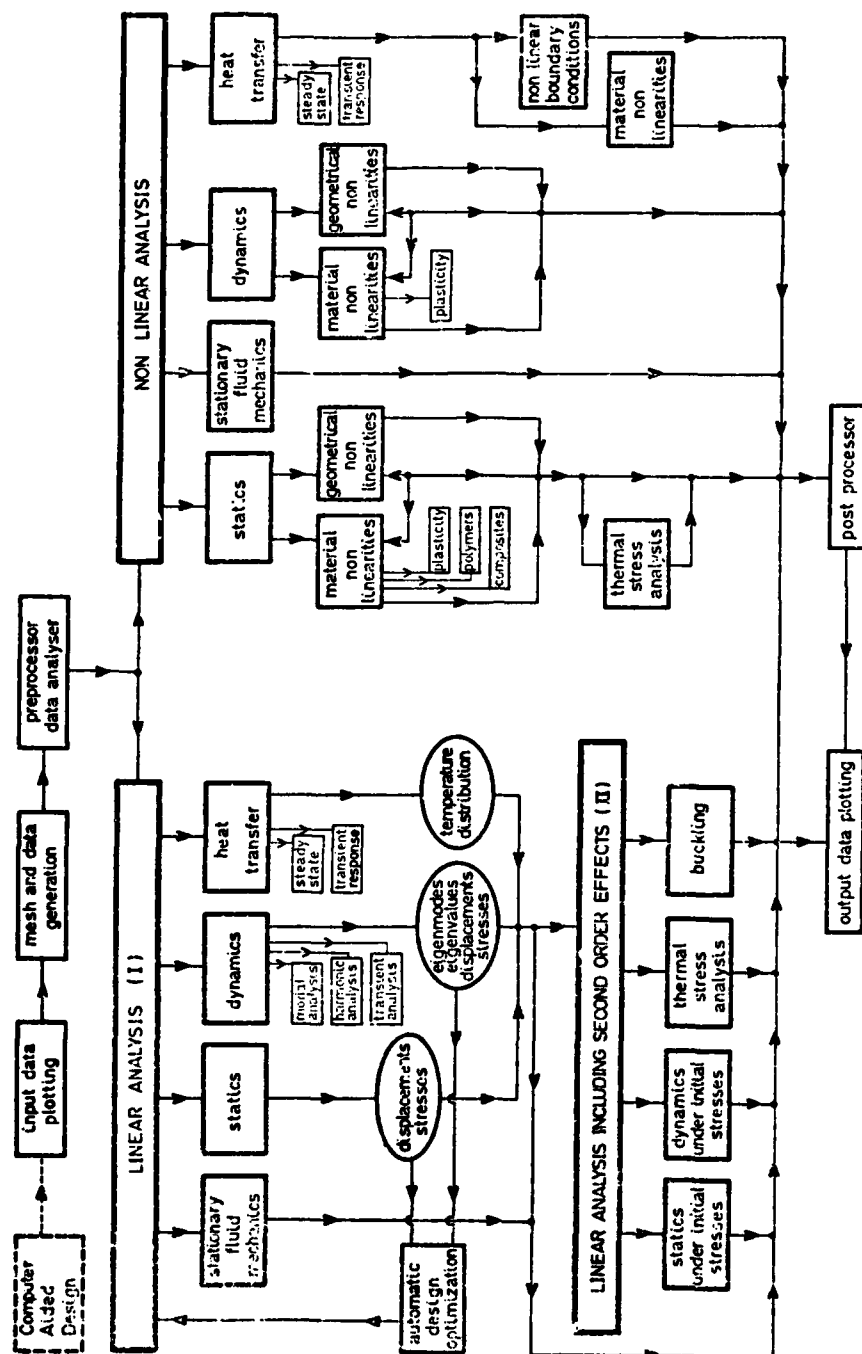 Computer
Aided
Design
input data
plotting
mesh and data
generation
preprocessor
data analyser
LINEAR ANALYSIS (I)
stationary
fluid
mechanics
statics
dynamics
modal analysis
harmonic
analysis
transient
analysis
heat
transfer
steady
state
transient
response
displacements
stresses
eigenmodes
eigenvalues
displacements
stresses
temperature
distribution
automatic
design
optimization
LINEAR ANALYSIS INCLUDING SECOND ORDER EFFECTS (II)
statics
under initial
stresses
dynamics
under initial
stresses
thermal
stress
analysis
buckling
NON LINEAR ANALYSIS
statics
material
non
linearities
plasticity
polymers
composites
geometrical
non
linearities
thermal
stress
analysis
stationary
fluid
mechanics
dynamics
material
non
linearities
plasticity
geometrical
non
linearities
heat
transfer
steady
state
transient
response
non linear
boundary
conditions
material
non
linearities
output data plotting
post processor